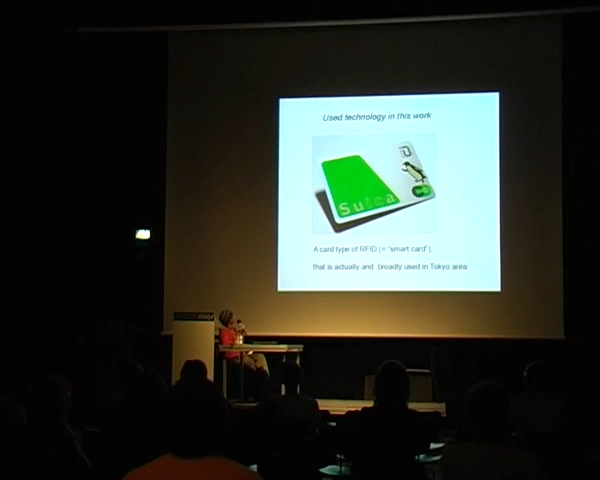 Used technology in this work
Suica
A card type of RFID (= "smart card"),
that is actually and broadly used in Tokyo area